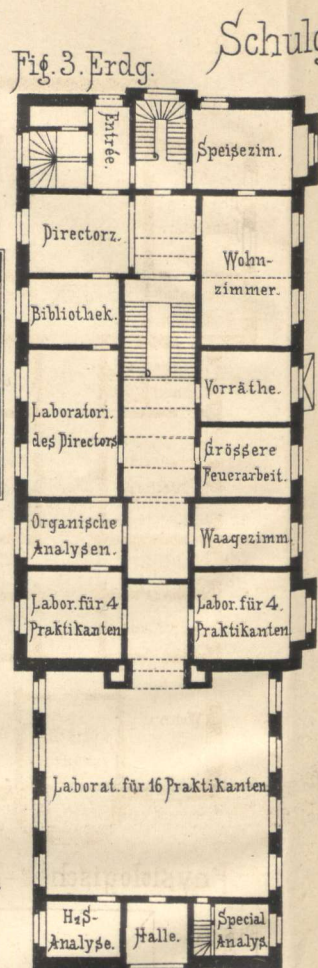 Schul
Fig. 3. Erdg.
Entrée.
Speisezim.
Directorz.
Wohn-
zimmer.
Bibliothek.
Vorräthe.
Laboratori.
des Directors
Grössere
Feuerarbeit.
Organische
Analysen.
Waagezimm.
Labor. für 4
Praktikanten
Labor. für 4.
Praktikanten
Laborat. für 16 Praktikanten.
H₂S-
Analyse.
Halle.
Special
Analys.